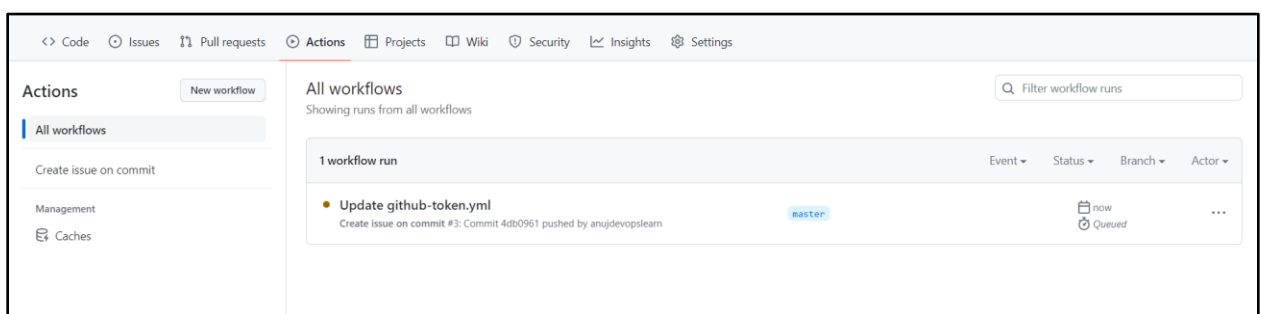 Code Issues Pull requests Actions Projects Wiki Security Insights Settings
Actions
New workflow
All workflows
Create issue on commit
Management
Caches
All workflows
Showing runs from all workflows
Filter workflow runs
1 workflow run
Event Status Branch Actor
Update github-token.yml
Create issue on commit #3: Commit 4db0961 pushed by anujdevopslearn
master
now
Queued